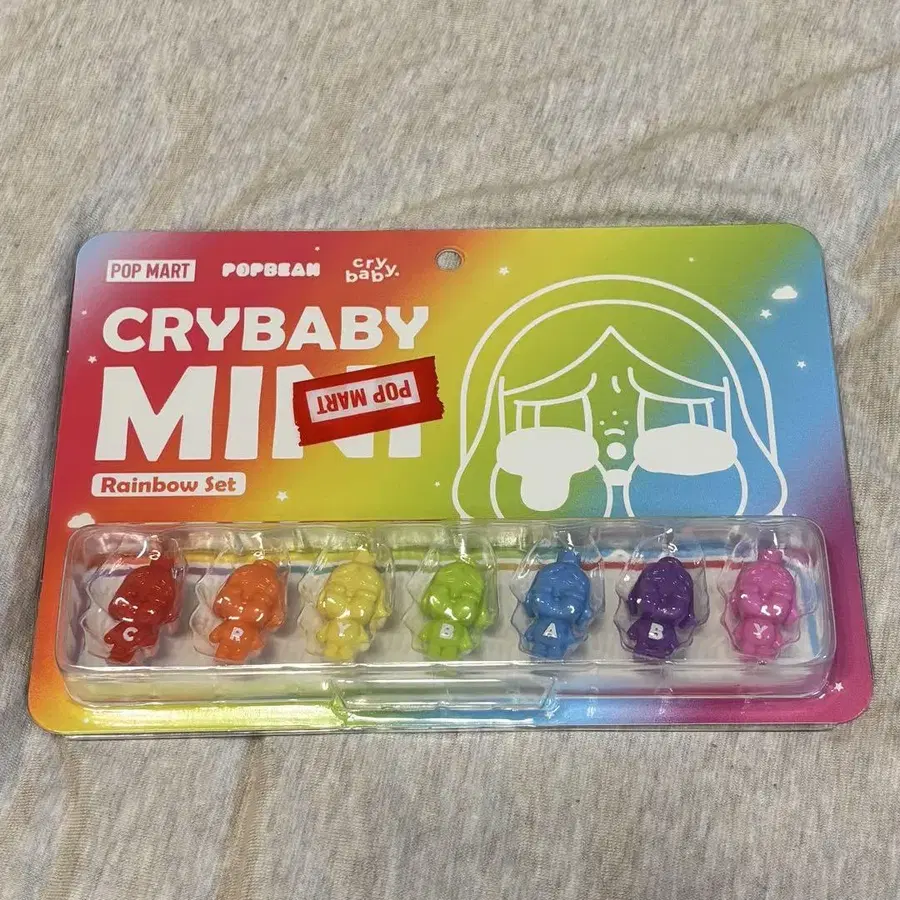 POP MART POPBEAN cry baby.
CRYBABY
MINI
POP MART
Rainbow Set
C R Y B A B Y